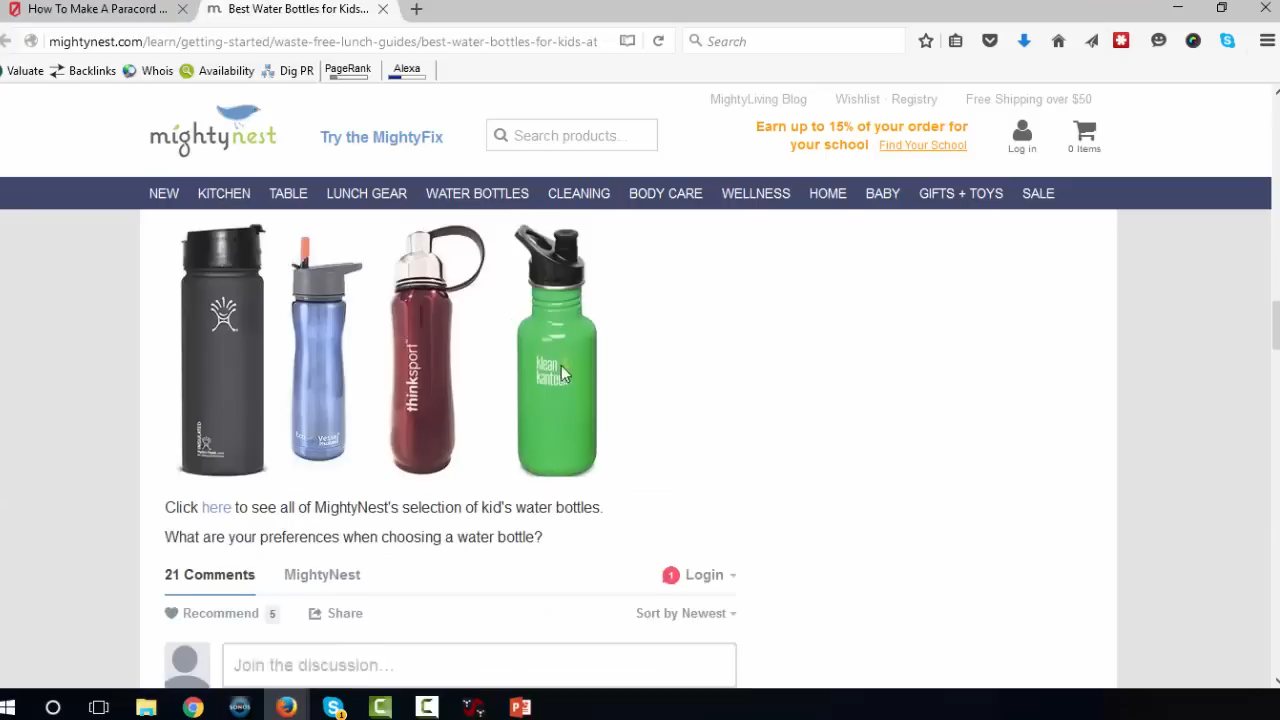 How To Make A Paracord
Best Water Bottles for Kids...
mightynest.com/learn/getting-started/waste-free-lunch-guides/best-water-bottles-for-kids-at
Search
Valuate
Backlinks
Whois
Availability
Dig PR
PageRank
Alexa
MightyLiving Blog
Wishlist · Registry
Free Shipping over $50
mightynest
Try the MightyFix
Search products...
Earn up to 15% of your order for
your school Find Your School
Log in
0 Items
NEW KITCHEN TABLE LUNCH GEAR WATER BOTTLES CLEANING BODY CARE WELLNESS HOME BABY GIFTS + TOYS SALE
thinksport
klean
Click here to see all of MightyNest's selection of kid's water bottles.
What are your preferences when choosing a water bottle?
21 Comments
MightyNest
1 Login
Recommend 5
Share
Sort by Newest
Join the discussion...